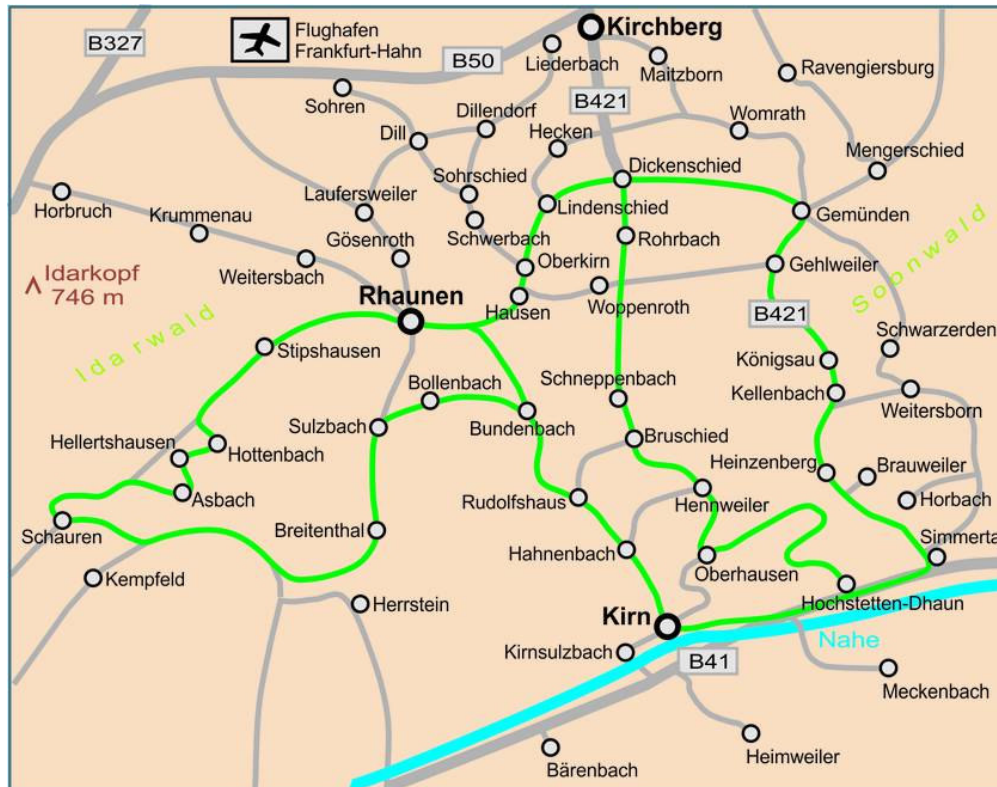 Flughafen
Frankfurt-Hahn
Kirchberg
B327
B50
Liederbach
Maitzborn
Ravengiersburg
Sohren
B421
Dillendorf
Womrath
Dill
Hecken
Mengerschied
Dickenschied
Sohrschied
Laufersweiler
Horbruch
Krummenau
Lindenschied
Gemünden
Schwerbach
Rohrbach
Gösenroth
Oberkirn
Gehlweiler
Weitersbach
Soonwald
Idarkopf
746 m
Rhaunen
Hausen
Woppenroth
B421
Idarwald
Schwarzerden
Stipshausen
Königsau
Schneppenbach
Bollenbach
Kellenbach
Weitersborn
Sulzbach
Bundenbach
Bruschied
Hellertshausen
Hottenbach
Heinzenberg
Brauweiler
Asbach
Rudolfshaus
Hennweiler
Horbach
Schauren
Breitenthal
Simmerta
Hahnenbach
Oberhausen
Kempfeld
Herrstein
Hochstetten-Dhaun
Kirn
Nahe
Kirnsulzbach
B41
Meckenbach
Heimweiler
Bärenbach